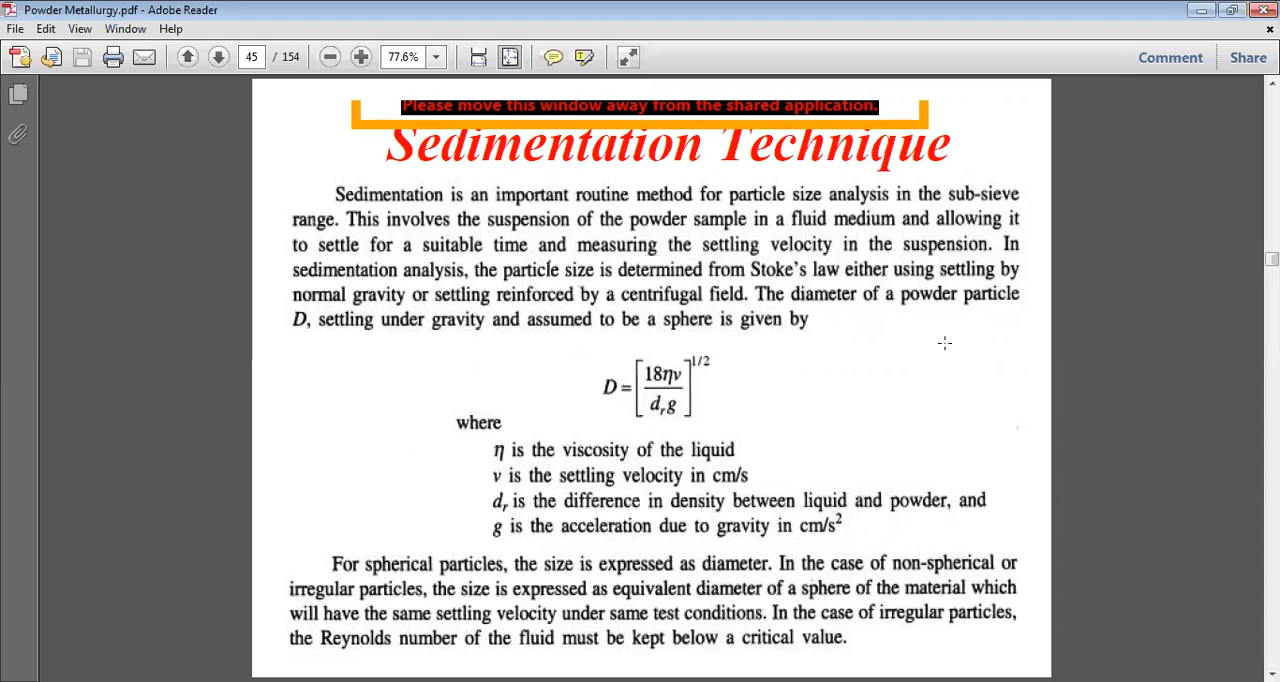 Powder Metallurgy.pdf - Adobe Reader
File Edit View Window Help
45 / 154 77.6% Comment Share
Please move this window away from the shared application.
Sedimentation Technique
Sedimentation is an important routine method for particle size analysis in the sub-sieve
range. This involves the suspension of the powder sample in a fluid medium and allowing it
to settle for a suitable time and measuring the settling velocity in the suspension. In
sedimentation analysis, the particle size is determined from Stoke's law either using settling by
normal gravity or settling reinforced by a centrifugal field. The diameter of a powder particle
D, settling under gravity and assumed to be a sphere is given by
D = [18ηv / d_r g]^1/2
where
η is the viscosity of the liquid
v is the settling velocity in cm/s
d_r is the difference in density between liquid and powder, and
g is the acceleration due to gravity in cm/s²
For spherical particles, the size is expressed as diameter. In the case of non-spherical or
irregular particles, the size is expressed as equivalent diameter of a sphere of the material which
will have the same settling velocity under same test conditions. In the case of irregular particles,
the Reynolds number of the fluid must be kept below a critical value.